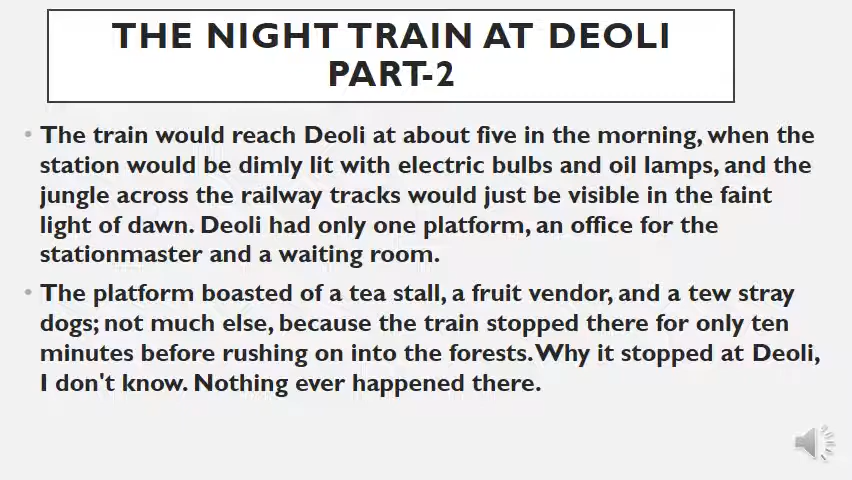 THE NIGHT TRAIN AT DEOLI
PART-2
• The train would reach Deoli at about five in the morning, when the
station would be dimly lit with electric bulbs and oil lamps, and the
jungle across the railway tracks would just be visible in the faint
light of dawn. Deoli had only one platform, an office for the
stationmaster and a waiting room.
• The platform boasted of a tea stall, a fruit vendor, and a tew stray
dogs; not much else, because the train stopped there for only ten
minutes before rushing on into the forests. Why it stopped at Deoli,
I don't know. Nothing ever happened there.